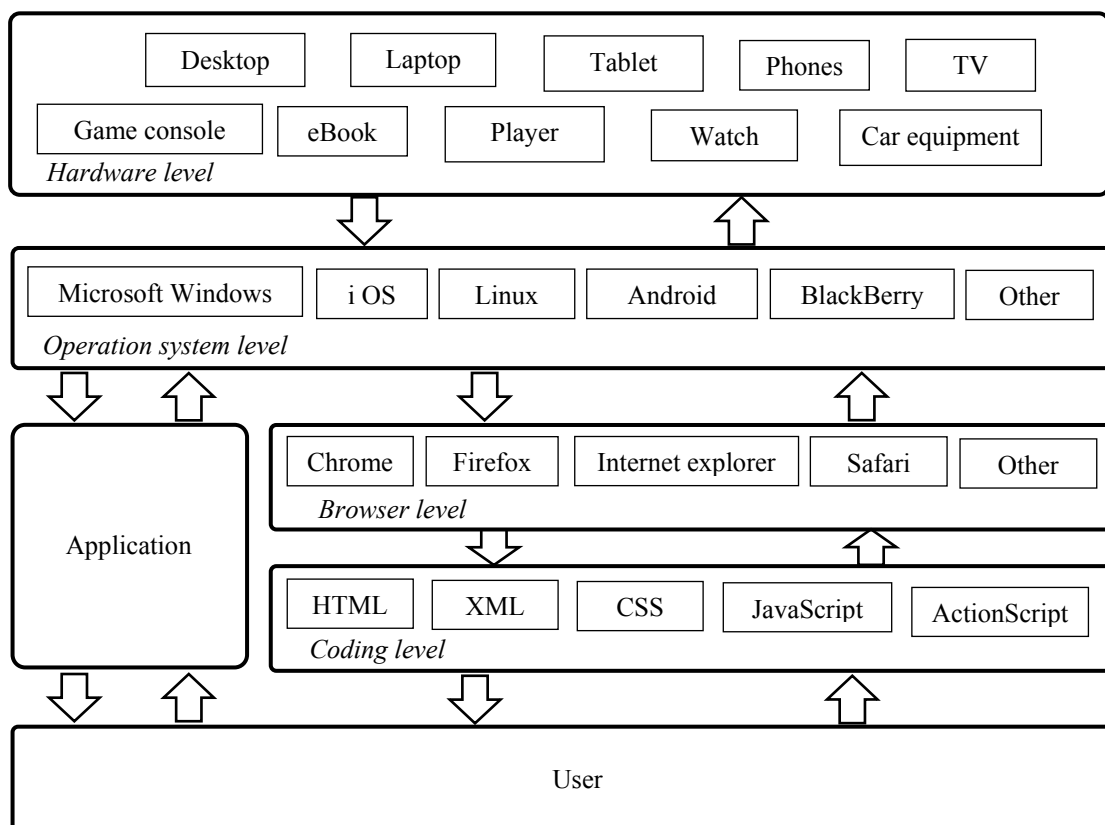 Desktop
Laptop
Tablet
Phones
TV
Game console
eBook
Player
Watch
Car equipment
Hardware level
Microsoft Windows
i OS
Linux
Android
BlackBerry
Other
Operation system level
Application
Chrome
Firefox
Internet explorer
Safari
Other
Browser level
HTML
XML
CSS
JavaScript
ActionScript
Coding level
User